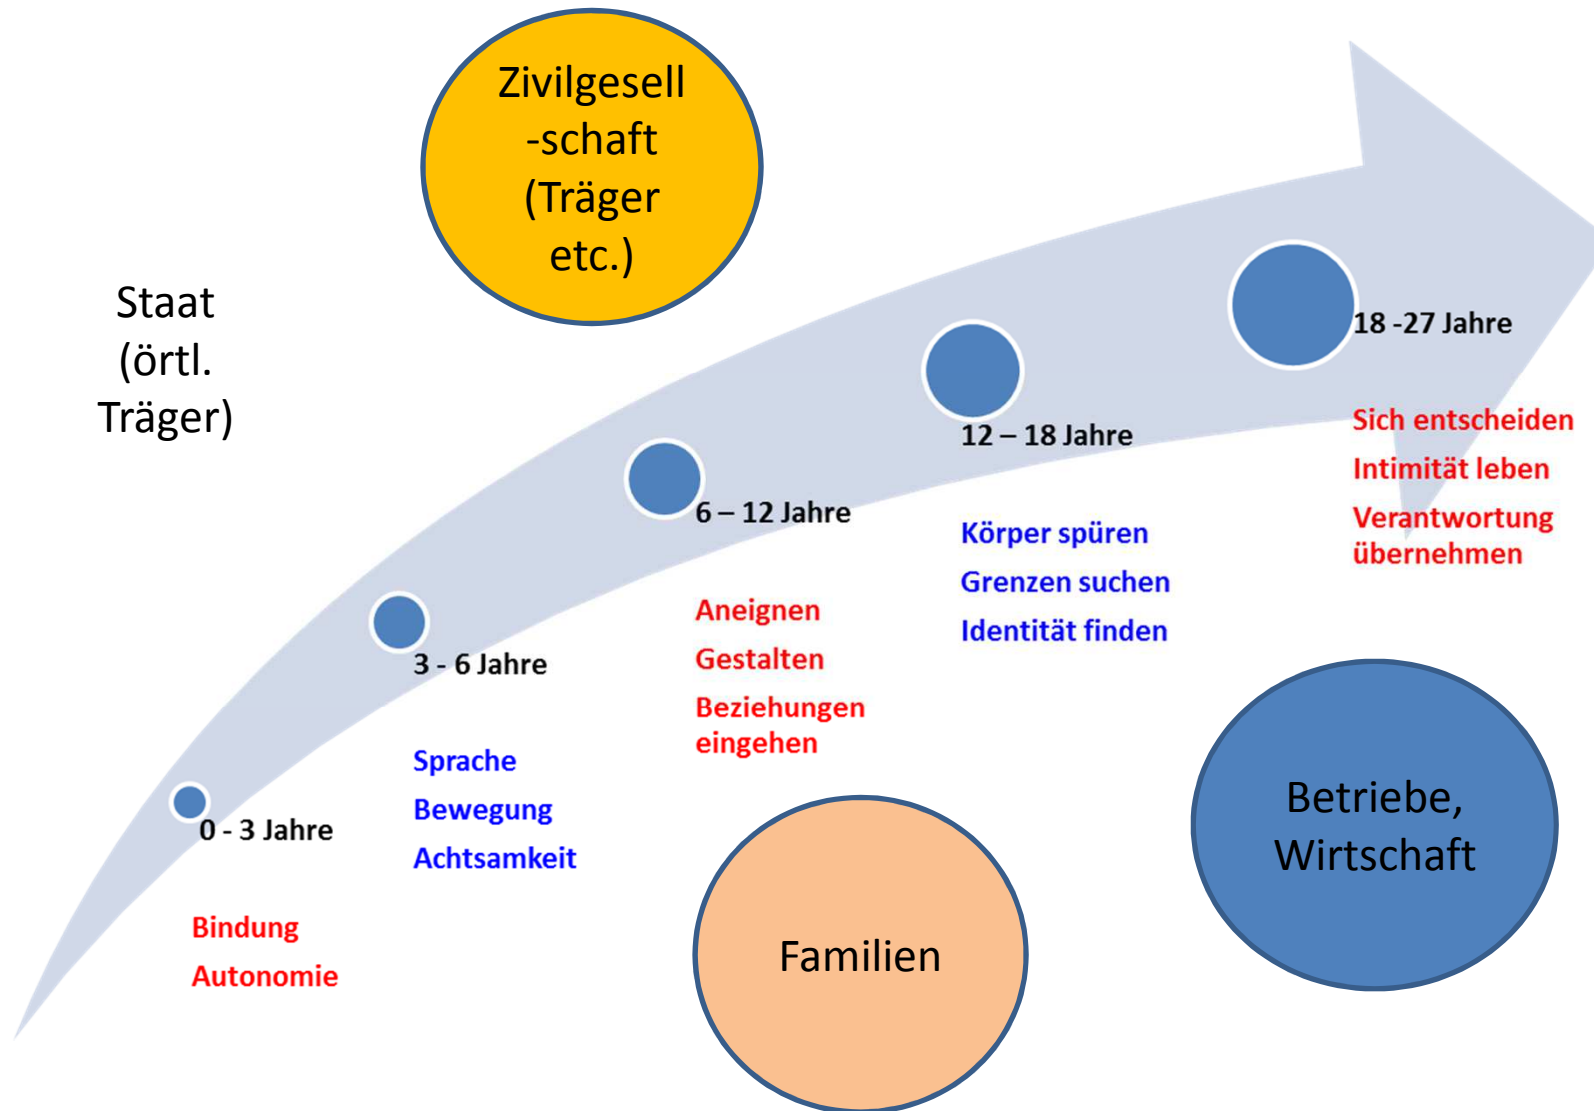 Zivilgesell
-schaft
(Träger
etc.)
Staat
(örtl.
Träger)
18 -27 Jahre
Sich entscheiden
Intimität leben
Verantwortung
übernehmen
12 – 18 Jahre
Körper spüren
Grenzen suchen
Identität finden
6 – 12 Jahre
Aneignen
Gestalten
Beziehungen
eingehen
3 - 6 Jahre
Sprache
Bewegung
Achtsamkeit
0 - 3 Jahre
Bindung
Autonomie
Familien
Betriebe,
Wirtschaft